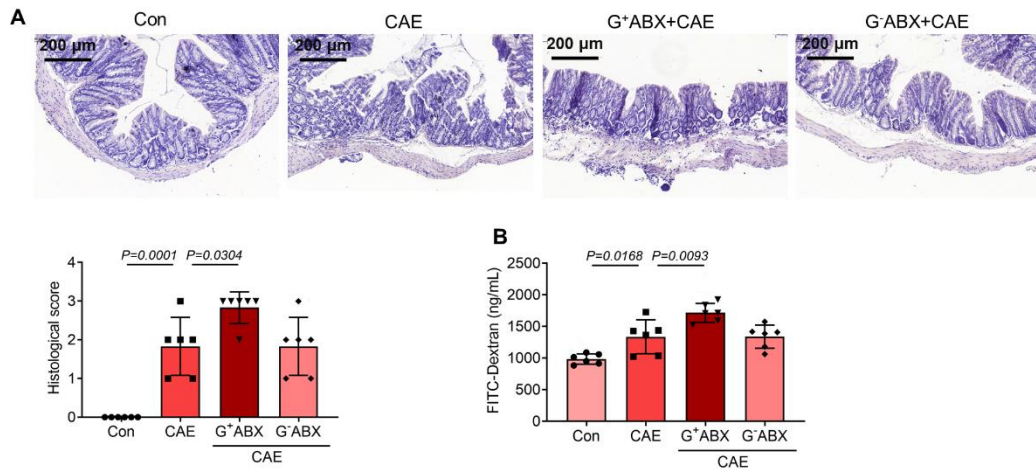 A
Con
CAE
G⁺ABX+CAE
G⁻ABX+CAE
200 µm
200 µm
200 µm
200 µm
P=0.0001
P=0.0304
Histological score
4
3
2
1
0
Con
CAE
G⁺ABX
G⁻ABX
CAE
B
P=0.0168
P=0.0093
FITC-Dextran (ng/mL)
2500
2000
1500
1000
500
0
Con
CAE
G⁺ABX
G⁻ABX
CAE